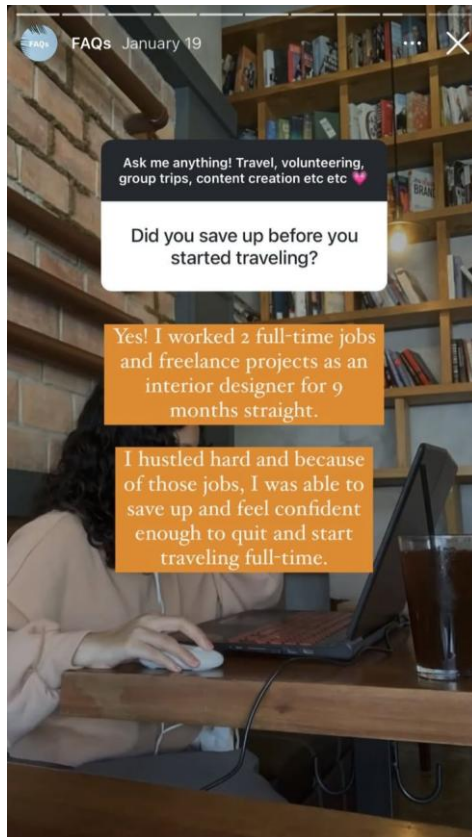 FAQs
FAQs January 19
Ask me anything! Travel, volunteering,
group trips, content creation etc etc 💗
BRAND
Did you save up before you
started traveling?
Yes! I worked 2 full-time jobs
and freelance projects as an
interior designer for 9
months straight.
I hustled hard and because
of those jobs, I was able to
save up and feel confident
enough to quit and start
traveling full-time.